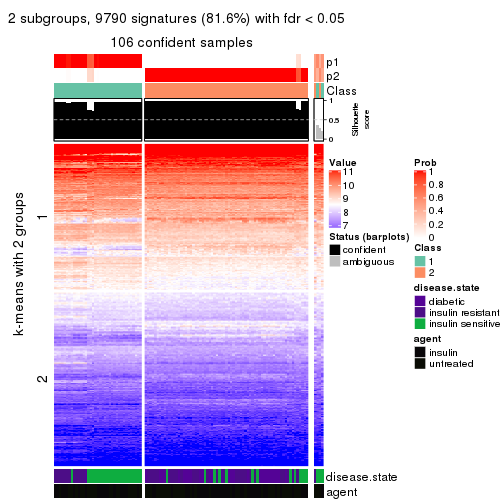 2 subgroups, 9790 signatures (81.6%) with fdr < 0.05
106 confident samples
p1
p2
Class
1
0.5
0
Silhouette
score
k-means with 2 groups
1
2
disease.state
agent
Value
11
10
9
8
7
Status (barplots)
confident
ambiguous
Prob
0.8
0.6
0.4
0.2
0
Class
1
2
disease.state
diabetic
insulin resistant
insulin sensitive
agent
insulin
untreated